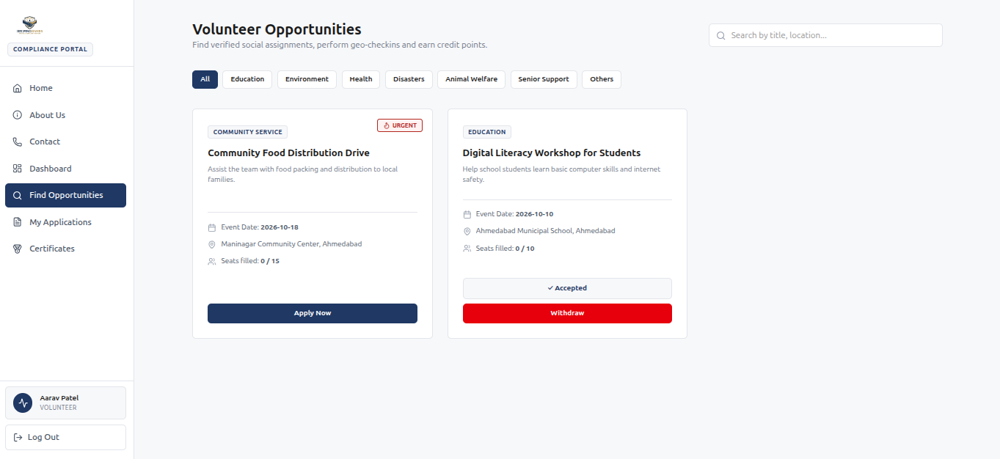 HELPINGHANDS
COMPLIANCE PORTAL
Home
About Us
Contact
Dashboard
Find Opportunities
My Applications
Certificates
Aarav Patel
VOLUNTEER
Log Out
Volunteer Opportunities
Find verified social assignments, perform geo-checkins and earn credit points.
Search by title, location...
All
Education
Environment
Health
Disasters
Animal Welfare
Senior Support
Others
URGENT
COMMUNITY SERVICE
Community Food Distribution Drive
Assist the team with food packing and distribution to local
families.
Event Date: 2026-10-18
Maninagar Community Center, Ahmedabad
Seats filled: 0 / 15
Apply Now
EDUCATION
Digital Literacy Workshop for Students
Help school students learn basic computer skills and internet
safety.
Event Date: 2026-10-10
Ahmedabad Municipal School, Ahmedabad
Seats filled: 0 / 10
✓ Accepted
Withdraw